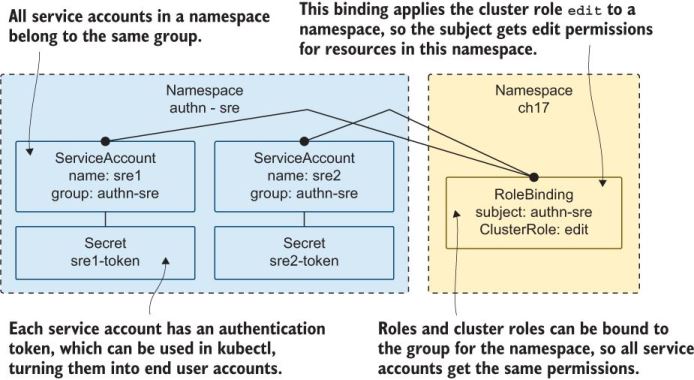 All service accounts in a namespace
belong to the same group.
This binding applies the cluster role edit to a
namespace, so the subject gets edit permissions
for resources in this namespace.
Namespace
authn - sre
ServiceAccount
name: sre1
group: authn-sre
Secret
sre1-token
ServiceAccount
name: sre2
group: authn-sre
Secret
sre2-token
Namespace
ch17
RoleBinding
subject: authn-sre
ClusterRole: edit
Each service account has an authentication
token, which can be used in kubectl,
turning them into end user accounts.
Roles and cluster roles can be bound to
the group for the namespace, so all service
accounts get the same permissions.